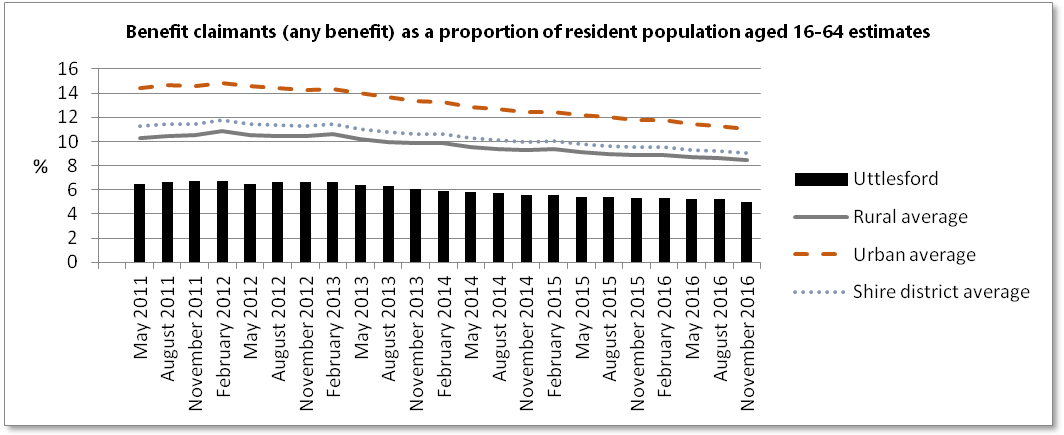 Benefit claimants (any benefit) as a proportion of resident population aged 16-64 estimates
16
14
12
10
8
6
4
2
0
%
May 2011
August 2011
November 2011
February 2012
May 2012
August 2012
November 2012
February 2013
May 2013
August 2013
November 2013
February 2014
May 2014
August 2014
November 2014
February 2015
May 2015
August 2015
November 2015
February 2016
May 2016
August 2016
November 2016
Uttlesford
Rural average
Urban average
Shire district average